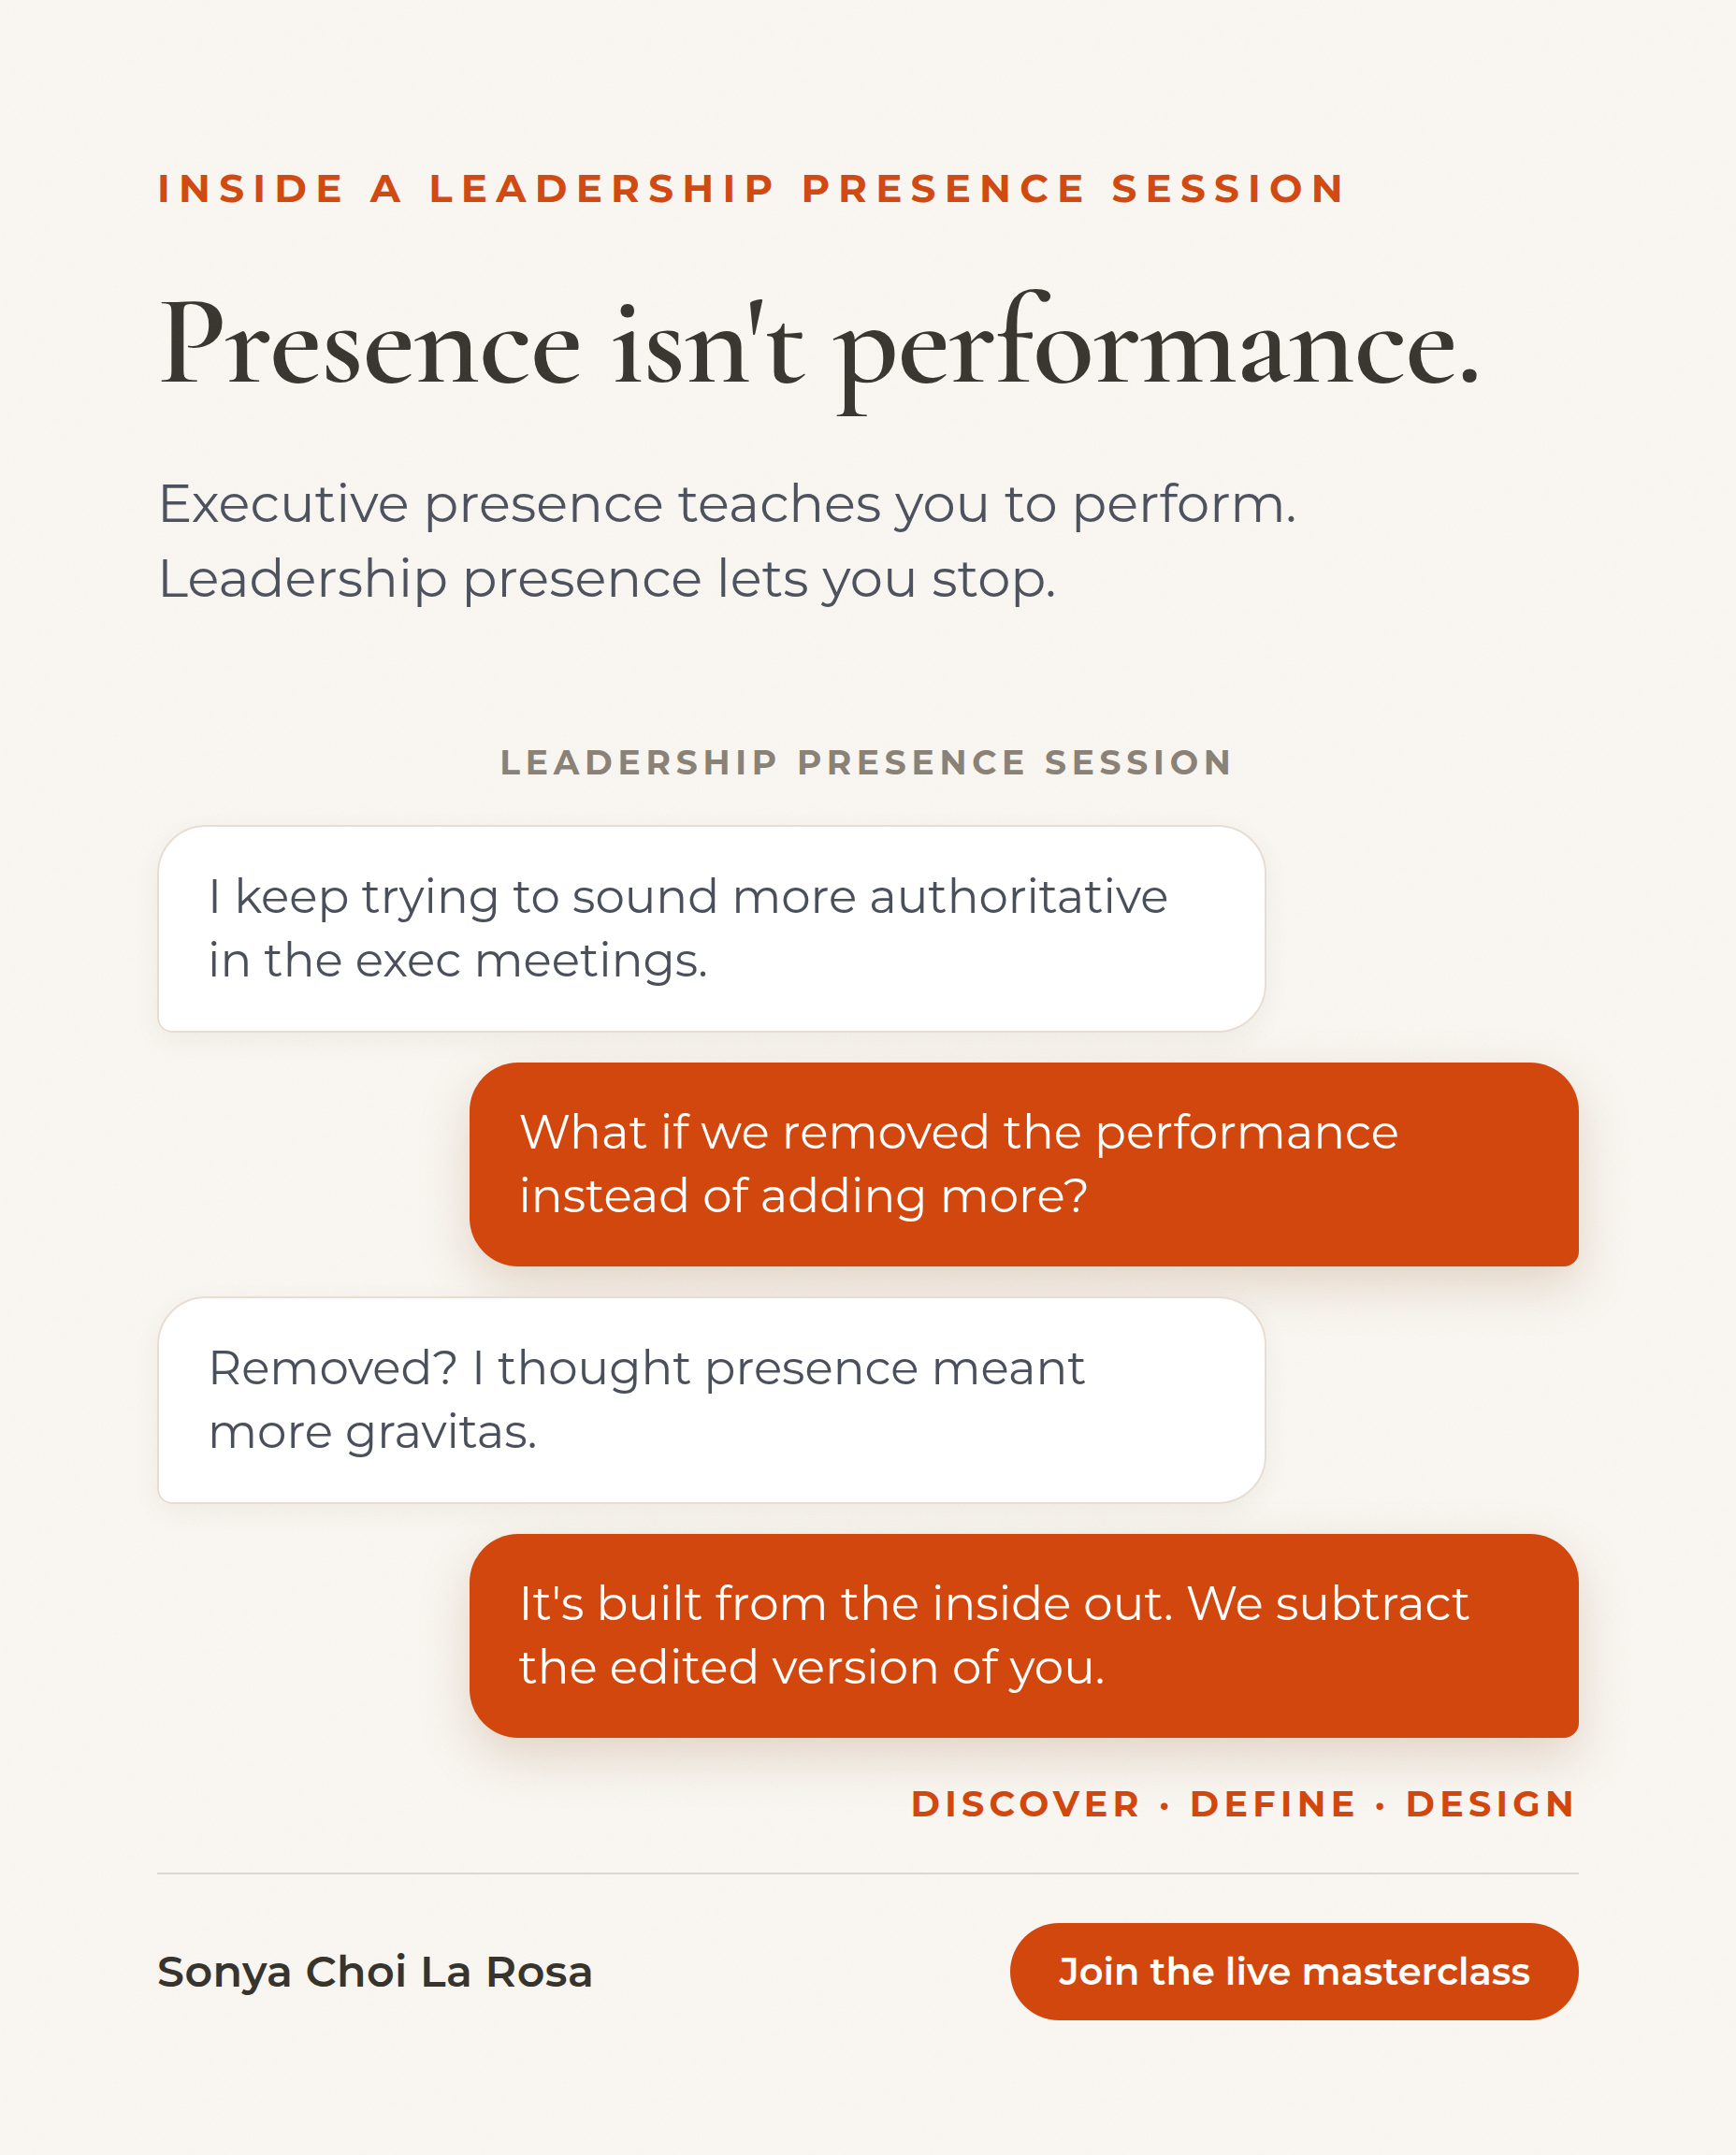 INSIDE A LEADERSHIP PRESENCE SESSION
Presence isn't performance.
Executive presence teaches you to perform.
Leadership presence lets you stop.
LEADERSHIP PRESENCE SESSION
I keep trying to sound more authoritative
in the exec meetings.
What if we removed the performance
instead of adding more?
Removed? I thought presence meant
more gravitas.
It's built from the inside out. We subtract
the edited version of you.
DISCOVER · DEFINE · DESIGN
Sonya Choi La Rosa
Join the live masterclass